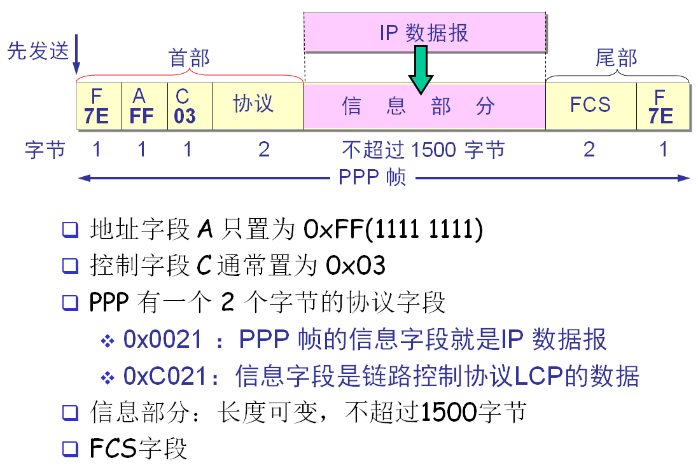 IP 数据报
先发送
首部
尾部
F A C 协议 信 息 部 分 FCS F
7E FF 03 7E
字节 1 1 1 2 不超过 1500 字节 2 1
PPP 帧
地址字段 A 只置为 0xFF(1111 1111)
控制字段 C 通常置为 0x03
PPP 有一个 2 个字节的协议字段
0x0021 ：PPP 帧的信息字段就是IP 数据报
0xC021：信息字段是链路控制协议LCP的数据
信息部分：长度可变，不超过1500字节
FCS字段